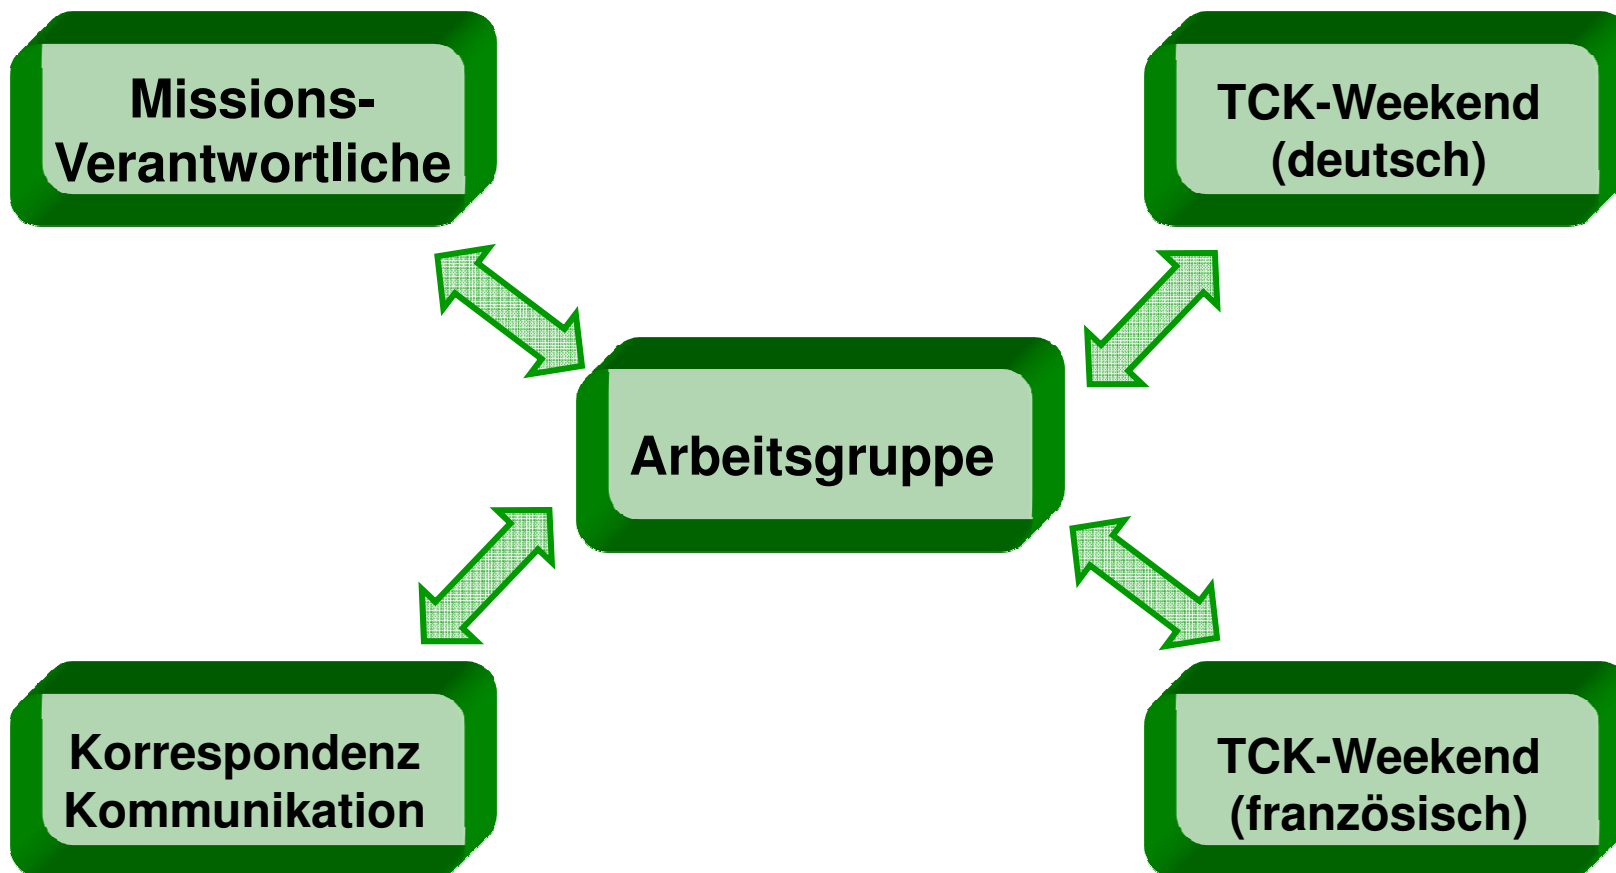 Missions-
Verantwortliche
TCK-Weekend
(deutsch)
Arbeitsgruppe
Korrespondenz
Kommunikation
TCK-Weekend
(französisch)